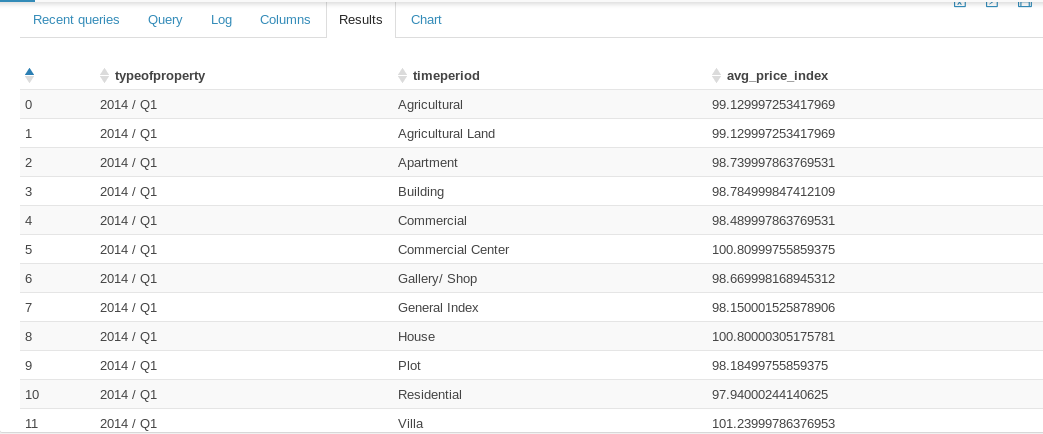 Recent queries Query Log Columns Results Chart
typeofproperty timeperiod avg_price_index
0 2014 / Q1 Agricultural 99.129997253417969
1 2014 / Q1 Agricultural Land 99.129997253417969
2 2014 / Q1 Apartment 98.739997863769531
3 2014 / Q1 Building 98.784999847412109
4 2014 / Q1 Commercial 98.489997863769531
5 2014 / Q1 Commercial Center 100.80999755859375
6 2014 / Q1 Gallery/ Shop 98.669998168945312
7 2014 / Q1 General Index 98.150001525878906
8 2014 / Q1 House 100.80000305175781
9 2014 / Q1 Plot 98.18499755859375
10 2014 / Q1 Residential 97.94000244140625
11 2014 / Q1 Villa 101.23999786376953